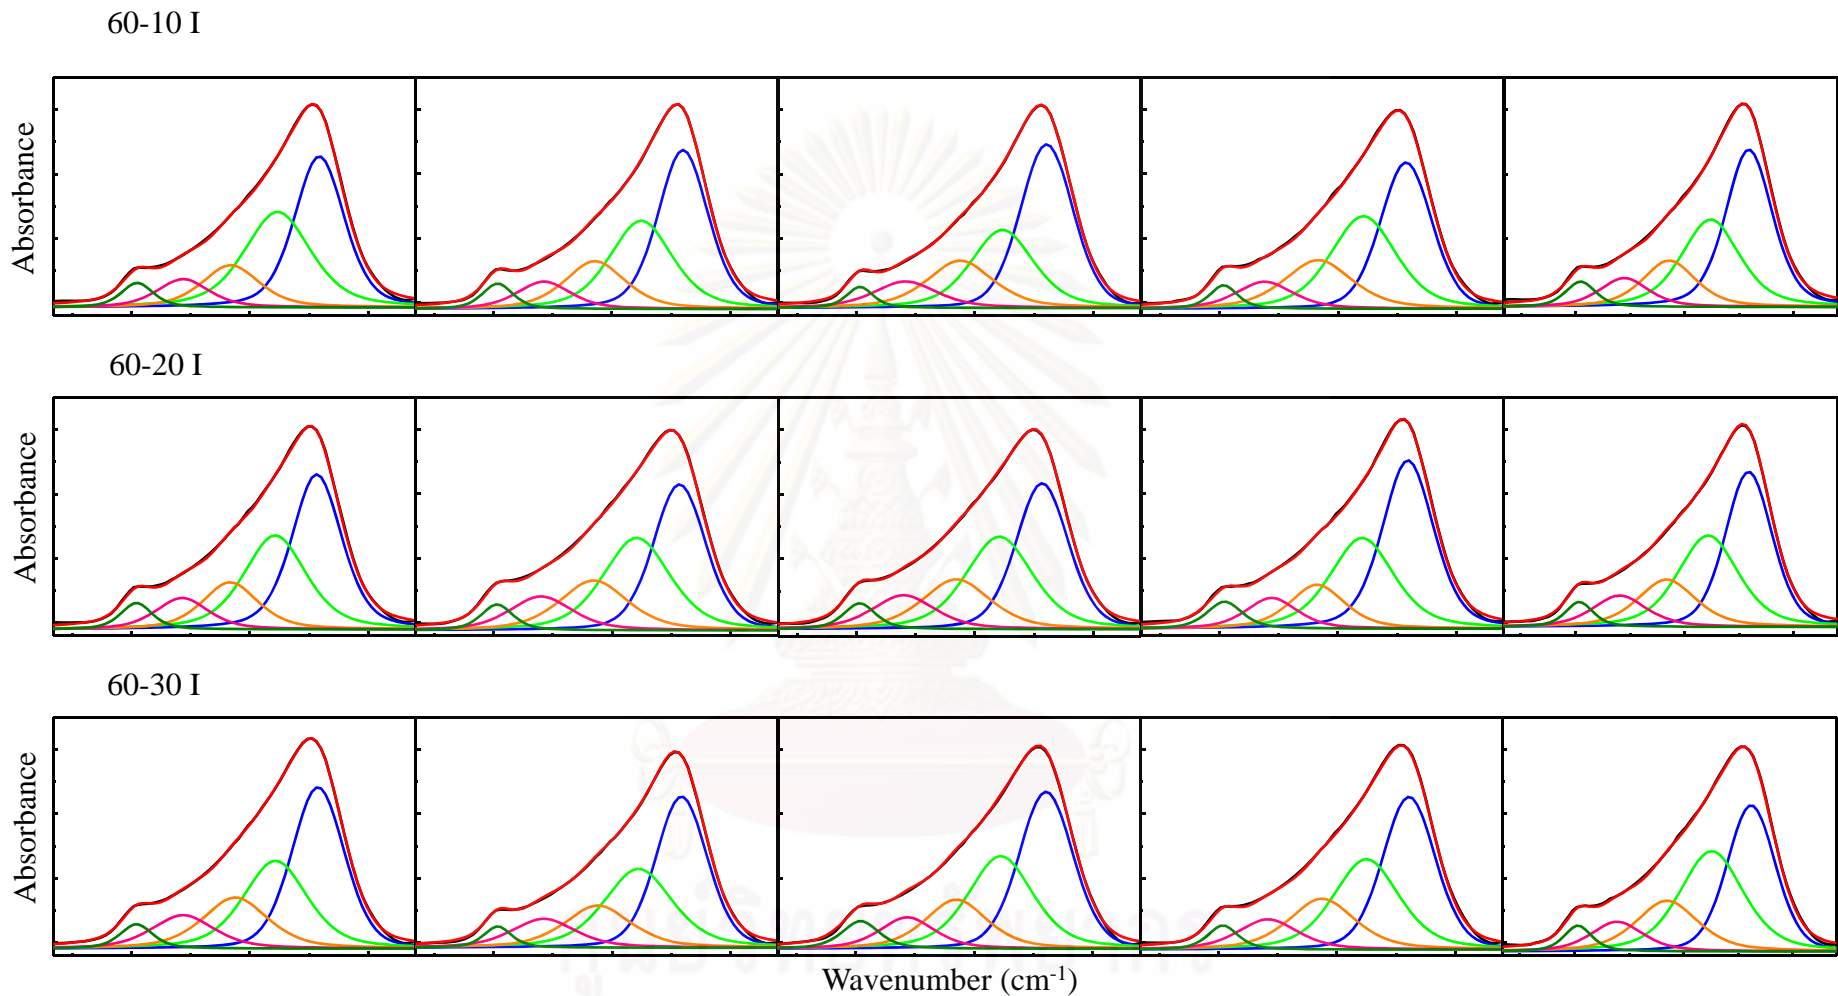 60-10 I
Absorbance
60-20 I
Absorbance
60-30 I
Absorbance
Wavenumber (cm-1)